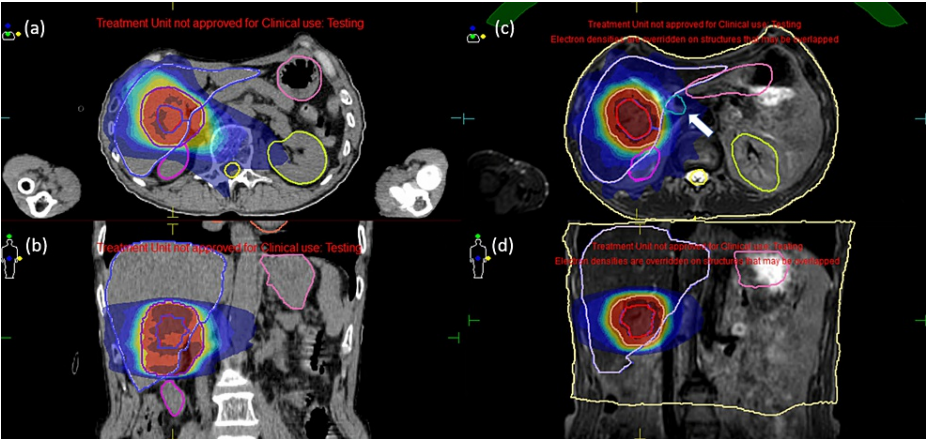 (a)
Treatment Unit not approved for Clinical use: Testing
(c)
Treatment Unit not approved for Clinical use: Testing
Electron densities are overridden on structures that may be overlapped
(b)
Treatment Unit not approved for Clinical use: Testing
(d)
Treatment Unit not approved for Clinical use: Testing
Electron densities are overridden on structures that may be overlapped